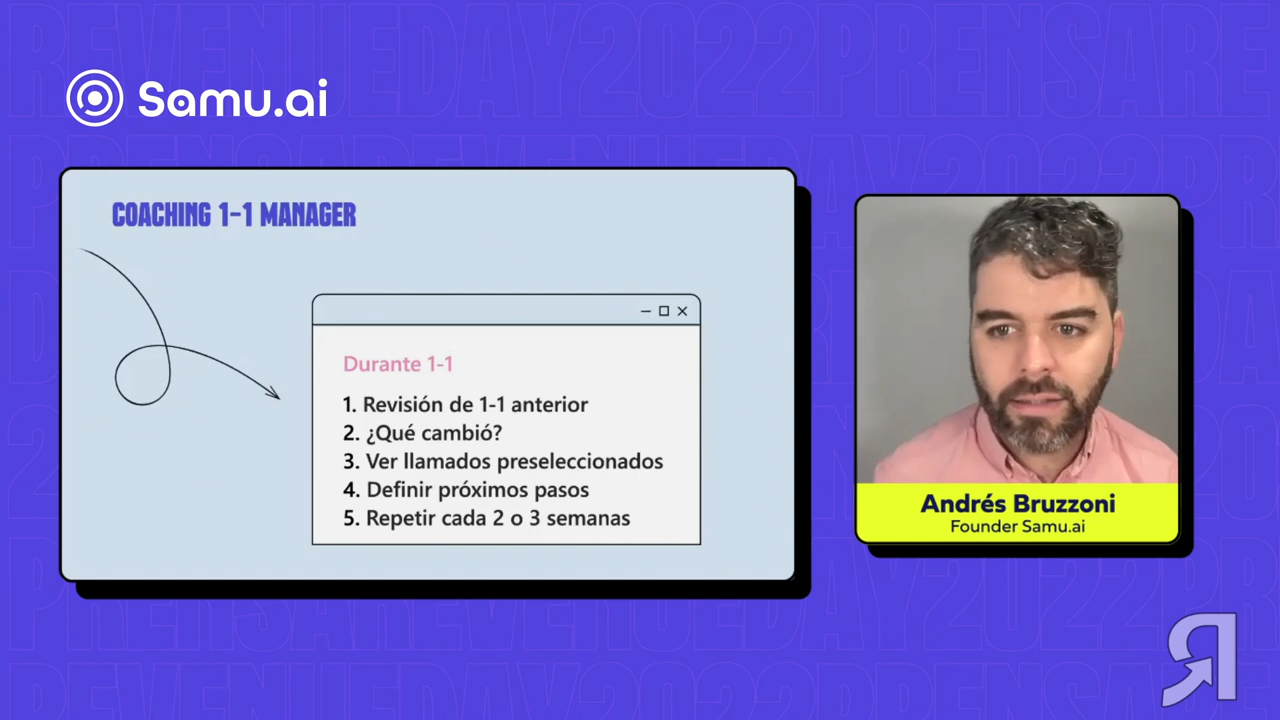 Samu.ai
COACHING 1-1 MANAGER
Durante 1-1
1. Revisión de 1-1 anterior
2. ¿Qué cambió?
3. Ver llamados preseleccionados
4. Definir próximos pasos
5. Repetir cada 2 o 3 semanas
Andrés Bruzzoni
Founder Samu.ai